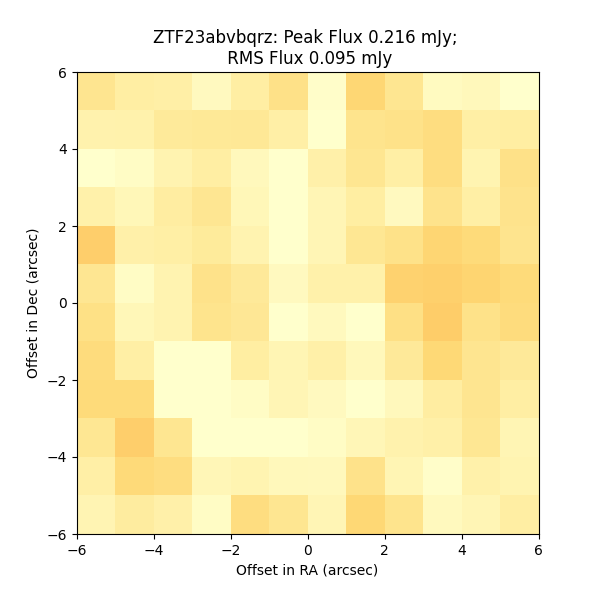 ZTF23abvbqrz: Peak Flux 0.216 mJy;
RMS Flux 0.095 mJy
6
4
2
0
−2
−4
−6
Offset in Dec (arcsec)
−6 −4 −2 0 2 4 6
Offset in RA (arcsec)